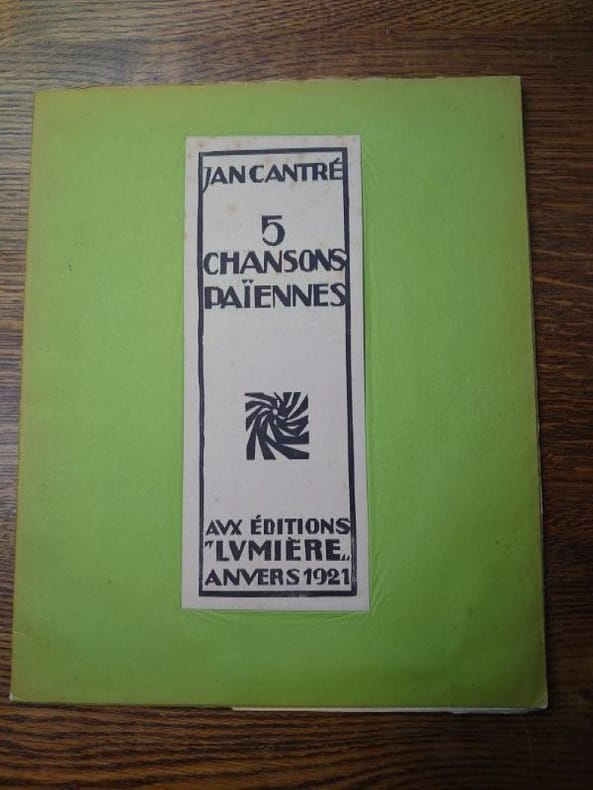 JAN CANTRÉ
5
CHANSONS
PAÏENNES
AVX ÉDITIONS
"LVMIÈRE„
ANVERS 1921